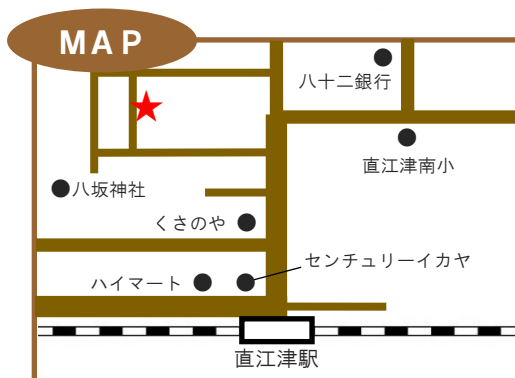 MAP
八十二銀行
直江津南小
八坂神社
くさのや
センチュリーイカヤ
ハイマート
直江津駅